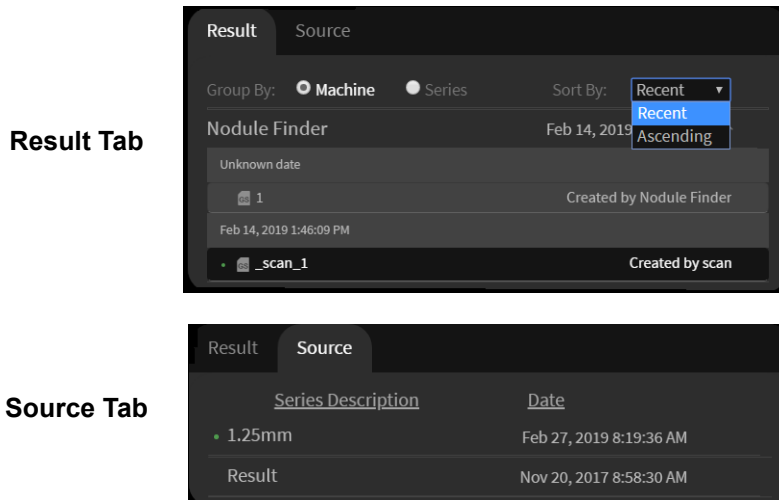 Result Source
Group By: Machine Series Sort By: Recent
Recent
Result Tab
Nodule Finder Feb 14, 2019
Ascending
Unknown date
GS 1 Created by Nodule Finder
Feb 14, 2019 1:46:09 PM
GS _scan_1 Created by scan
Result Source
Source Tab
Series Description Date
1.25mm Feb 27, 2019 8:19:36 AM
Result Nov 20, 2017 8:58:30 AM